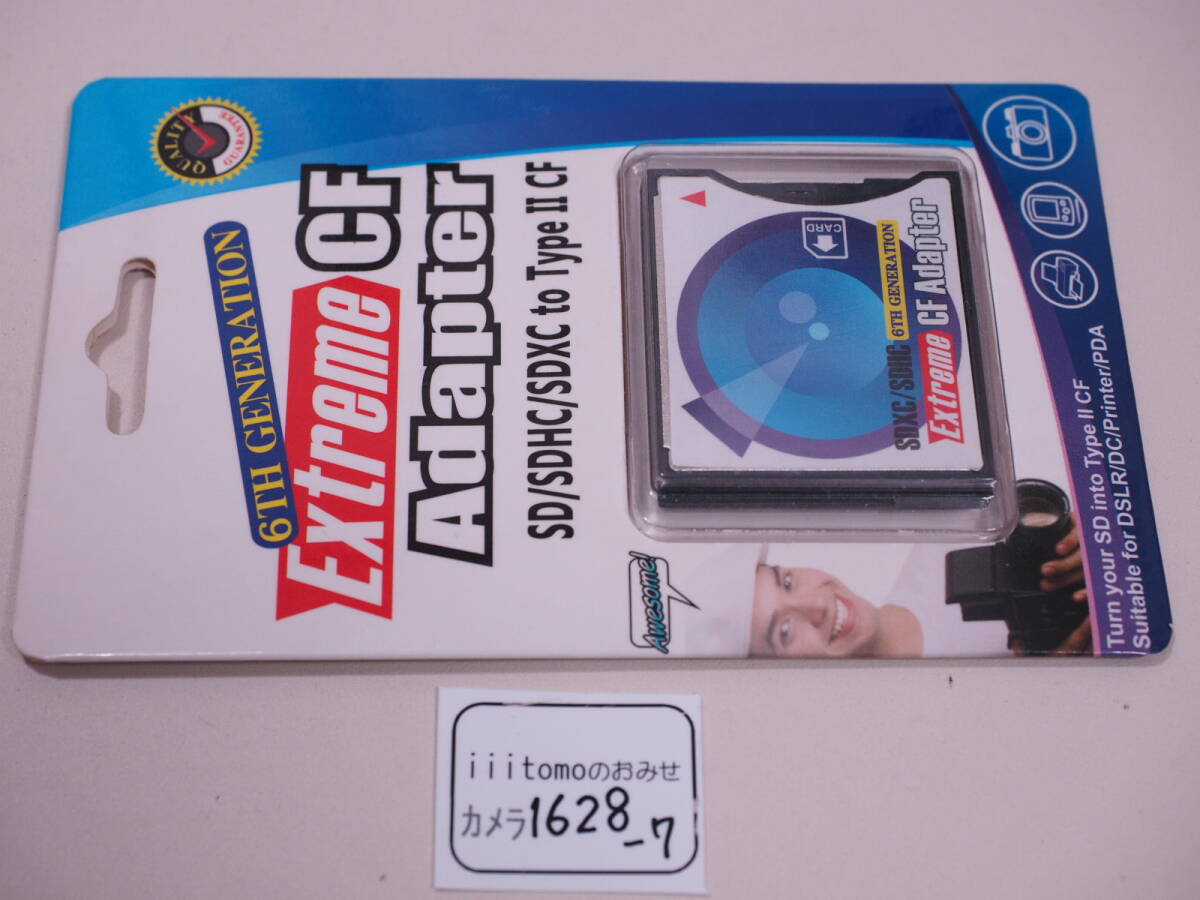 QUALITY
GUARANTEE
6TH GENERATION
Extreme CF
Adapter
SD/SDHC/SDXC to Type II CF
CARD
SDXC/SDHC 6TH GENERATION
Extreme CF Adapter
Awesome!
Turn your SD into Type II CF
Suitable for DSLR/DC/Printer/PDA
iiitomoのおみせ
カメラ1628-7